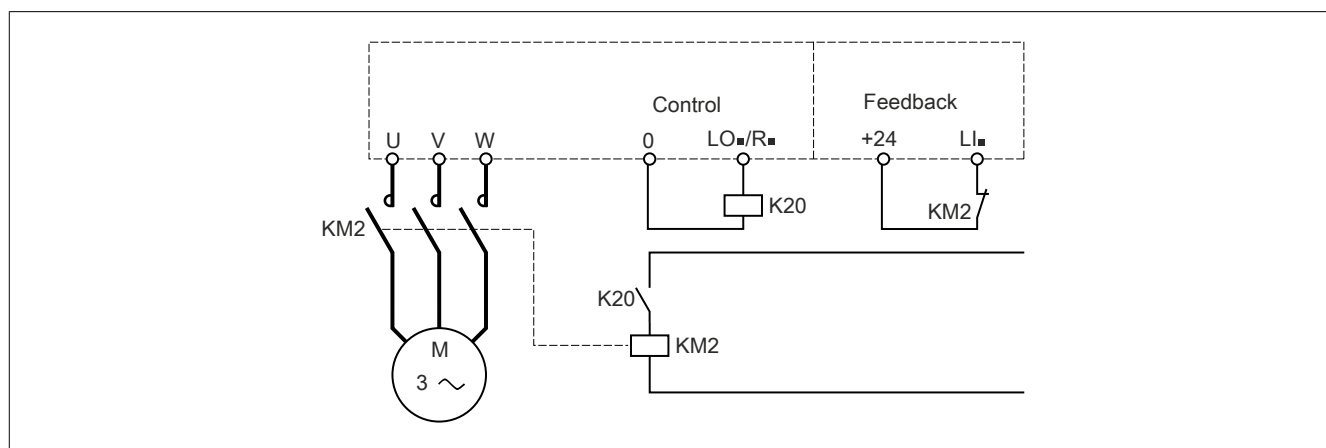 Control
Feedback
U V W 0 LO■/R■ +24 LI■
K20
KM2
KM2
K20
KM2
M
3 ~